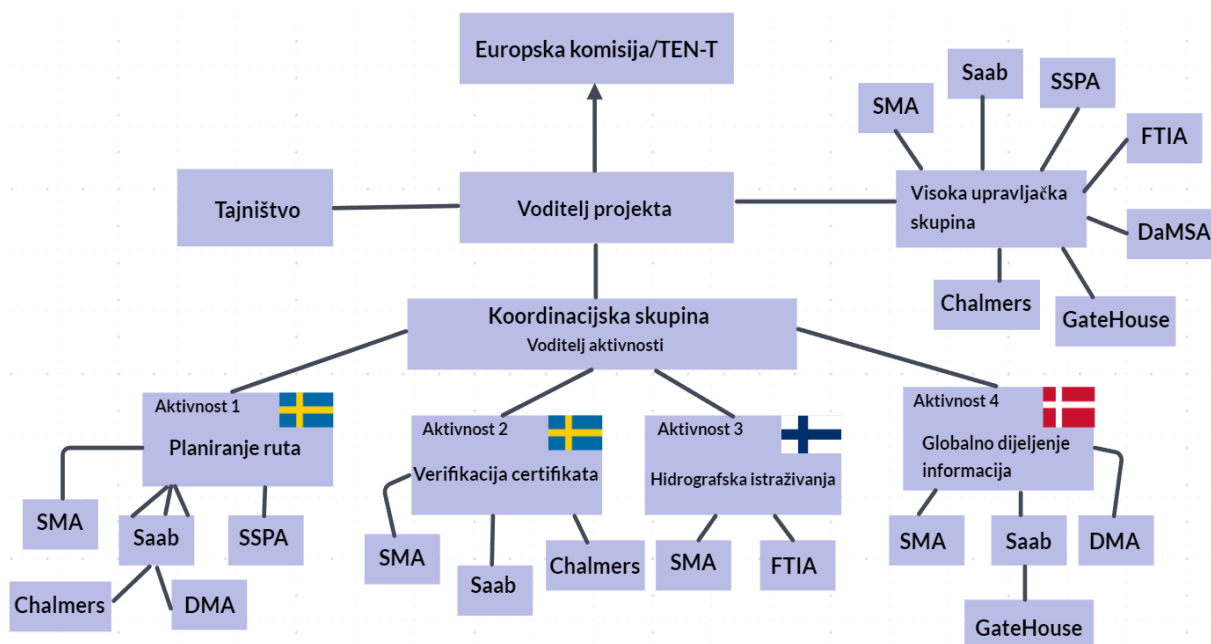 Europska komisija/TEN-T
Saab
SSPA
SMA
FTIA
Tajništvo
Voditelj projekta
Visoka upravljačka
skupina
DaMSA
Chalmers
GateHouse
Koordinacijska skupina
Voditelj aktivnosti
Aktivnost 1
Planiranje ruta
SMA
Saab
SSPA
Chalmers
DMA
Aktivnost 2
Verifikacija certifikata
SMA
Saab
Chalmers
Aktivnost 3
Hidrografska istraživanja
SMA
FTIA
Aktivnost 4
Globalno dijeljenje
informacija
SMA
Saab
DMA
GateHouse